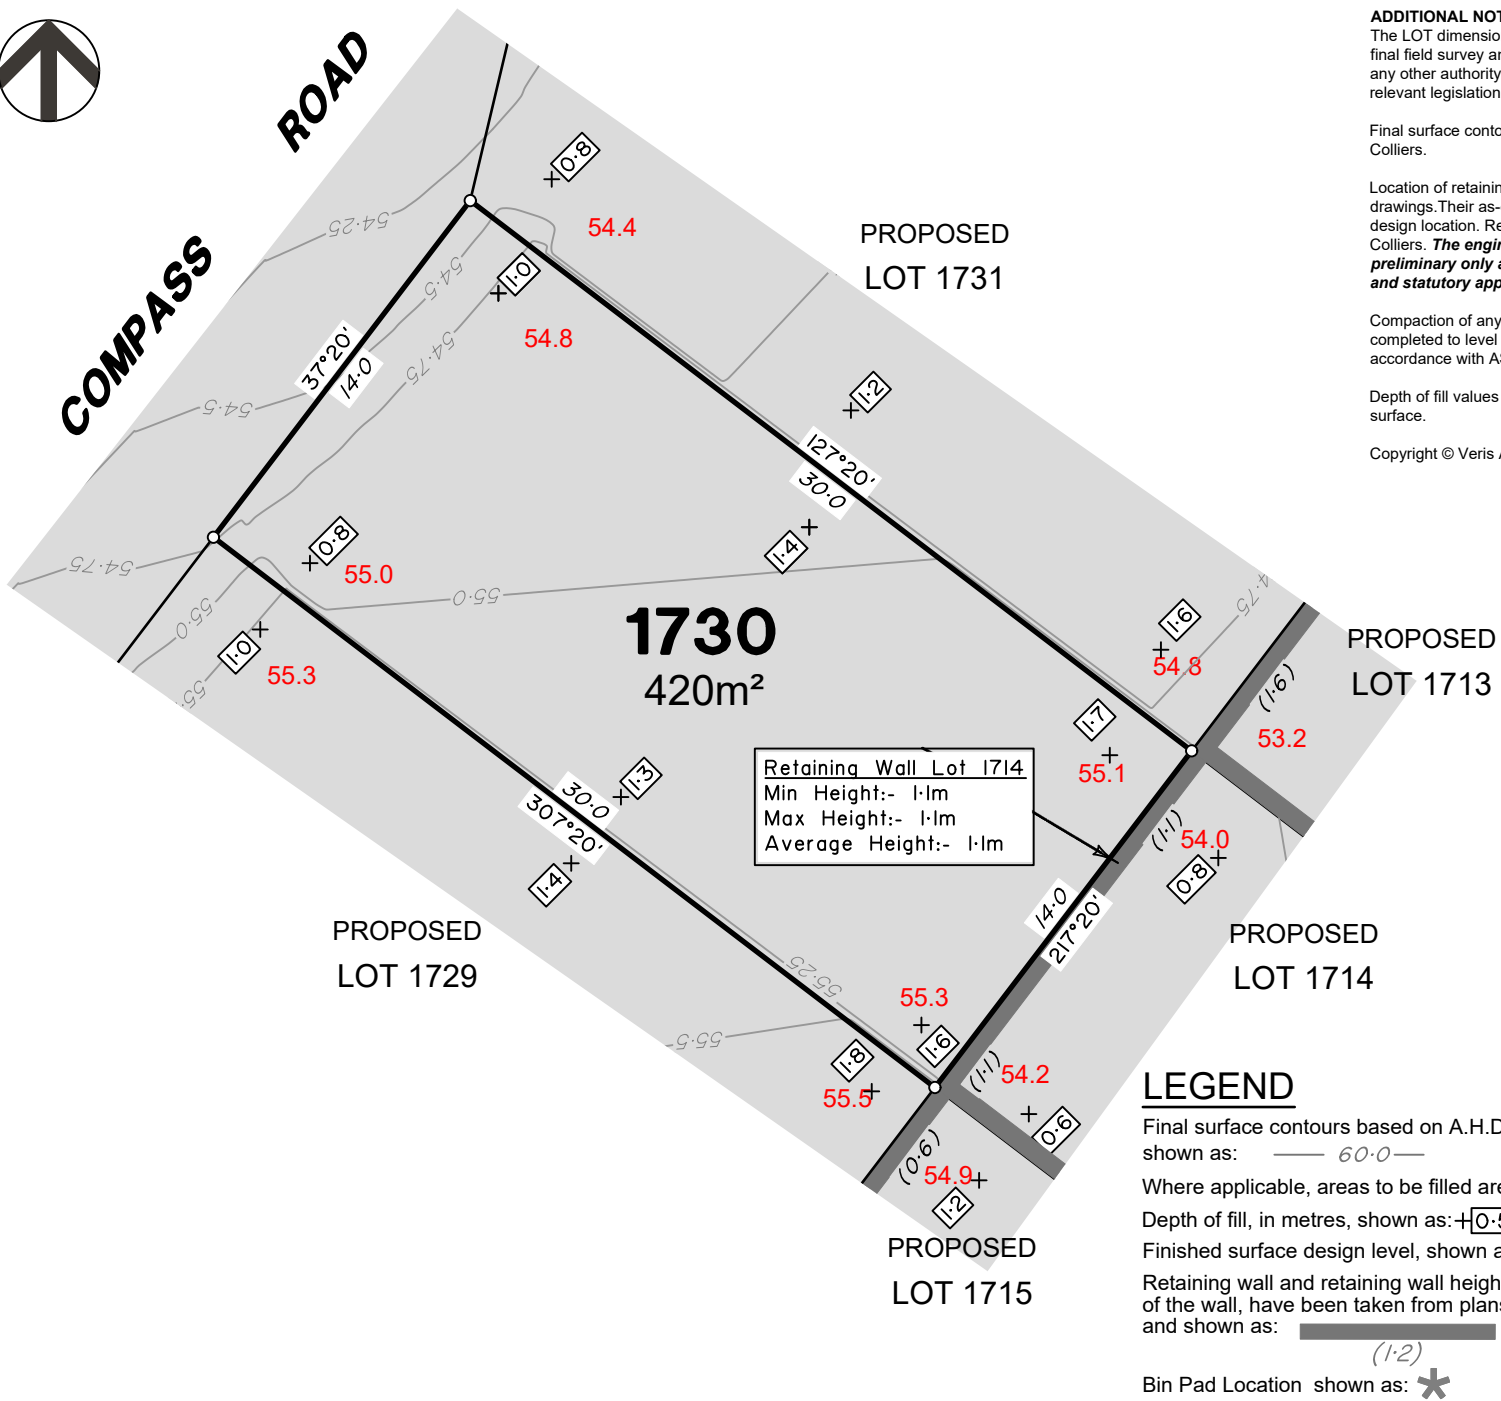 ADDITIONAL NOT
The LOT dimensio
final field survey ar
any other authority
relevant legislation
Final surface conto
Colliers.
Location of retainin
drawings.Their as-
design location. Re
Colliers. The engin
preliminary only a
and statutory app
Compaction of any
completed to level
accordance with AS
Depth of fill values
surface.
Copyright © Veris A
COMPASS ROAD
54·25
54·5
54·75
54·5
54·75
55·0
55·0
55·25
55·5
4·75
0·8
54.4
1·0
54.8
PROPOSED
LOT 1731
37°20'
14·0
1·2
127°20'
30·0
1·4
0·8
55.0
1·0
55.3
1730
420m²
1·6
54.8
PROPOSED
LOT 1713
(1·6)
53.2
1·7
55.1
Retaining Wall Lot 1714
Min Height:- 1·1m
Max Height:- 1·1m
Average Height:- 1·1m
(1·1)
54.0
0·8
1·3
30·0
307°20'
1·4
14·0
217°20'
PROPOSED
LOT 1729
PROPOSED
LOT 1714
55.3
1·6
1·8
55.5
(1·1)
54.2
0·6
(0·6)
54.9
1·2
PROPOSED
LOT 1715
LEGEND
Final surface contours based on A.H.D
shown as: 60·0
Where applicable, areas to be filled are
Depth of fill, in metres, shown as: 0·5
Finished surface design level, shown a
Retaining wall and retaining wall heigh
of the wall, have been taken from plans
and shown as:
(1·2)
Bin Pad Location shown as: